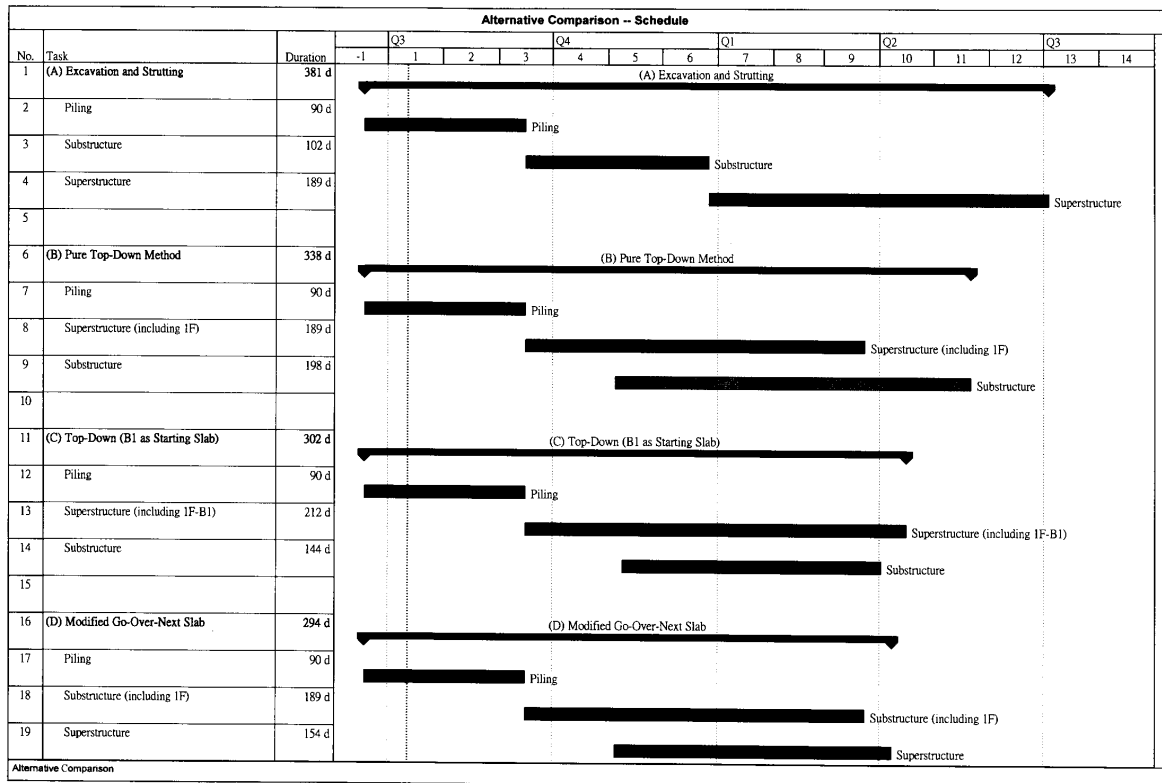 Alternative Comparison -- Schedule
Q3 Q4 Q1 Q2 Q3
No. Task Duration -1 1 2 3 4 5 6 7 8 9 10 11 12 13 14
1 (A) Excavation and Strutting 381 d (A) Excavation and Strutting
2 Piling 90 d Piling
3 Substructure 102 d Substructure
4 Superstructure 189 d Superstructure
5
6 (B) Pure Top-Down Method 338 d (B) Pure Top-Down Method
7 Piling 90 d Piling
8 Superstructure (including 1F) 189 d Superstructure (including 1F)
9 Substructure 198 d Substructure
10
11 (C) Top-Down (B1 as Starting Slab) 302 d (C) Top-Down (B1 as Starting Slab)
12 Piling 90 d Piling
13 Superstructure (including 1F-B1) 212 d Superstructure (including 1F-B1)
14 Substructure 144 d Substructure
15
16 (D) Modified Go-Over-Next Slab 294 d (D) Modified Go-Over-Next Slab
17 Piling 90 d Piling
18 Substructure (including 1F) 189 d Substructure (including 1F)
19 Superstructure 154 d Superstructure
Alternative Comparison